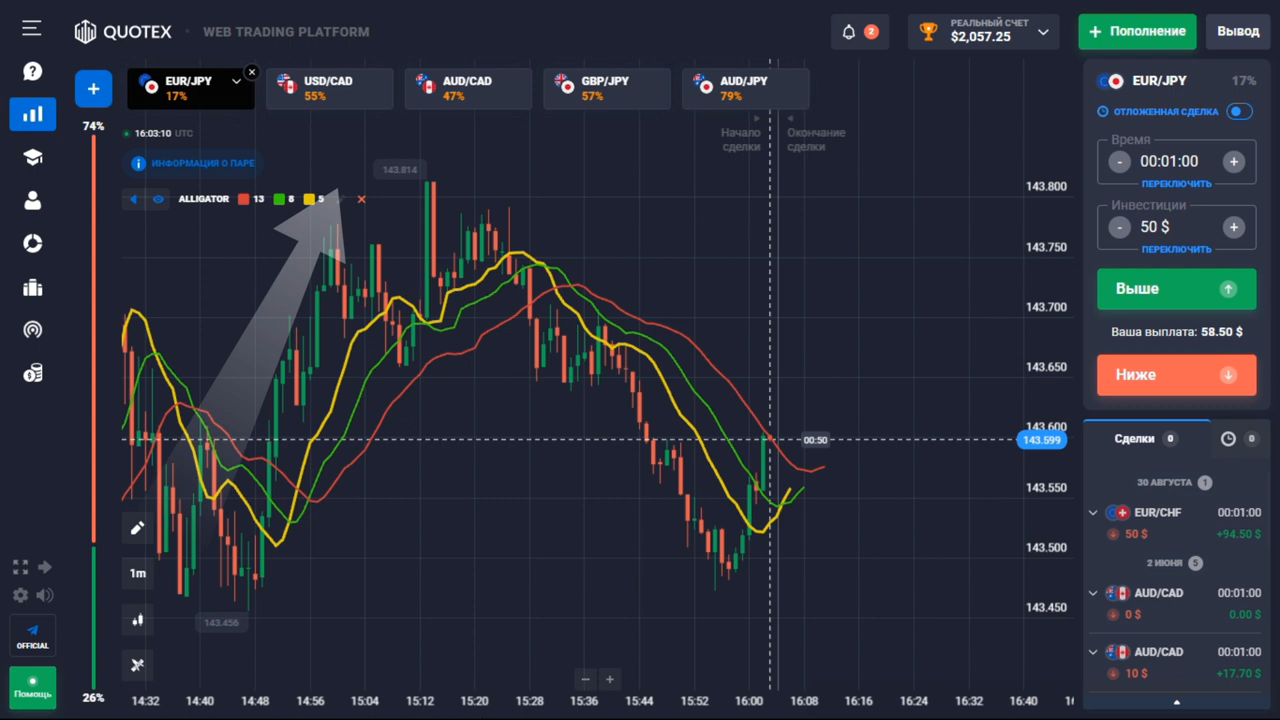 QUOTEX
WEB TRADING PLATFORM
2
РЕАЛЬНЫЙ СЧЕТ
$2,057.25
+ Пополнение
Вывод
+
EUR/JPY
17%
USD/CAD
55%
AUD/CAD
47%
GBP/JPY
57%
AUD/JPY
79%
74%
16:03:10 UTC
ИНФОРМАЦИЯ О ПАРЕ
ALLIGATOR 13 8 5
Начало сделки
Окончание сделки
143.814
143.800
143.750
143.700
143.650
143.600
143.599
143.550
143.500
143.450
00:50
143.456
1m
26%
14:32 14:40 14:48 14:56 15:04 15:12 15:20 15:28 15:36 15:44 15:52 16:00 16:08 16:16 16:24 16:32 16:40
OFFICIAL
Помощь
EUR/JPY 17%
ОТЛОЖЕННАЯ СДЕЛКА
Время
- 00:01:00 +
ПЕРЕКЛЮЧИТЬ
Инвестиции
- 50 $ +
ПЕРЕКЛЮЧИТЬ
Выше
Ваша выплата: 58.50 $
Ниже
Сделки 0
0
30 АВГУСТА 1
EUR/CHF 00:01:00
50 $ +94.50 $
2 ИЮНЯ 5
AUD/CAD 00:01:00
0 $ 0.00 $
AUD/CAD 00:01:00
10 $ +17.70 $